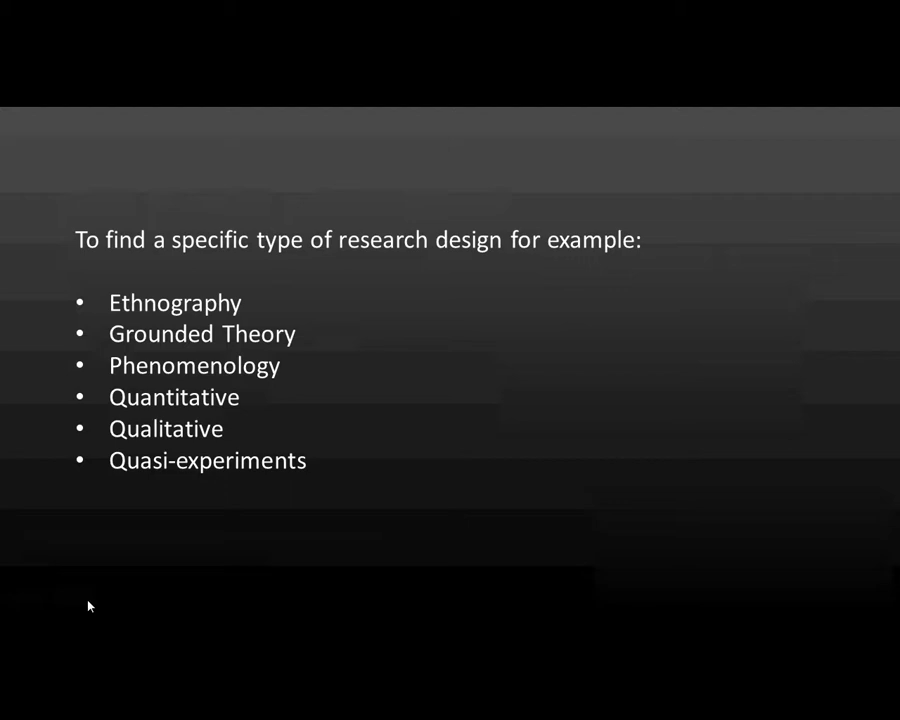 To find a specific type of research design for example:
• Ethnography
• Grounded Theory
• Phenomenology
• Quantitative
• Qualitative
• Quasi-experiments